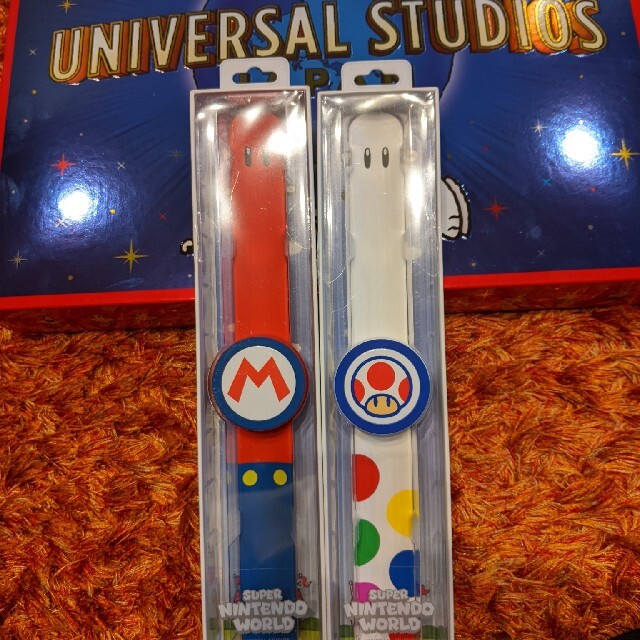 UNIVERSAL STUDIOS
M
SUPER
NINTENDO
WORLD
SUPER
NINTENDO
WORLD